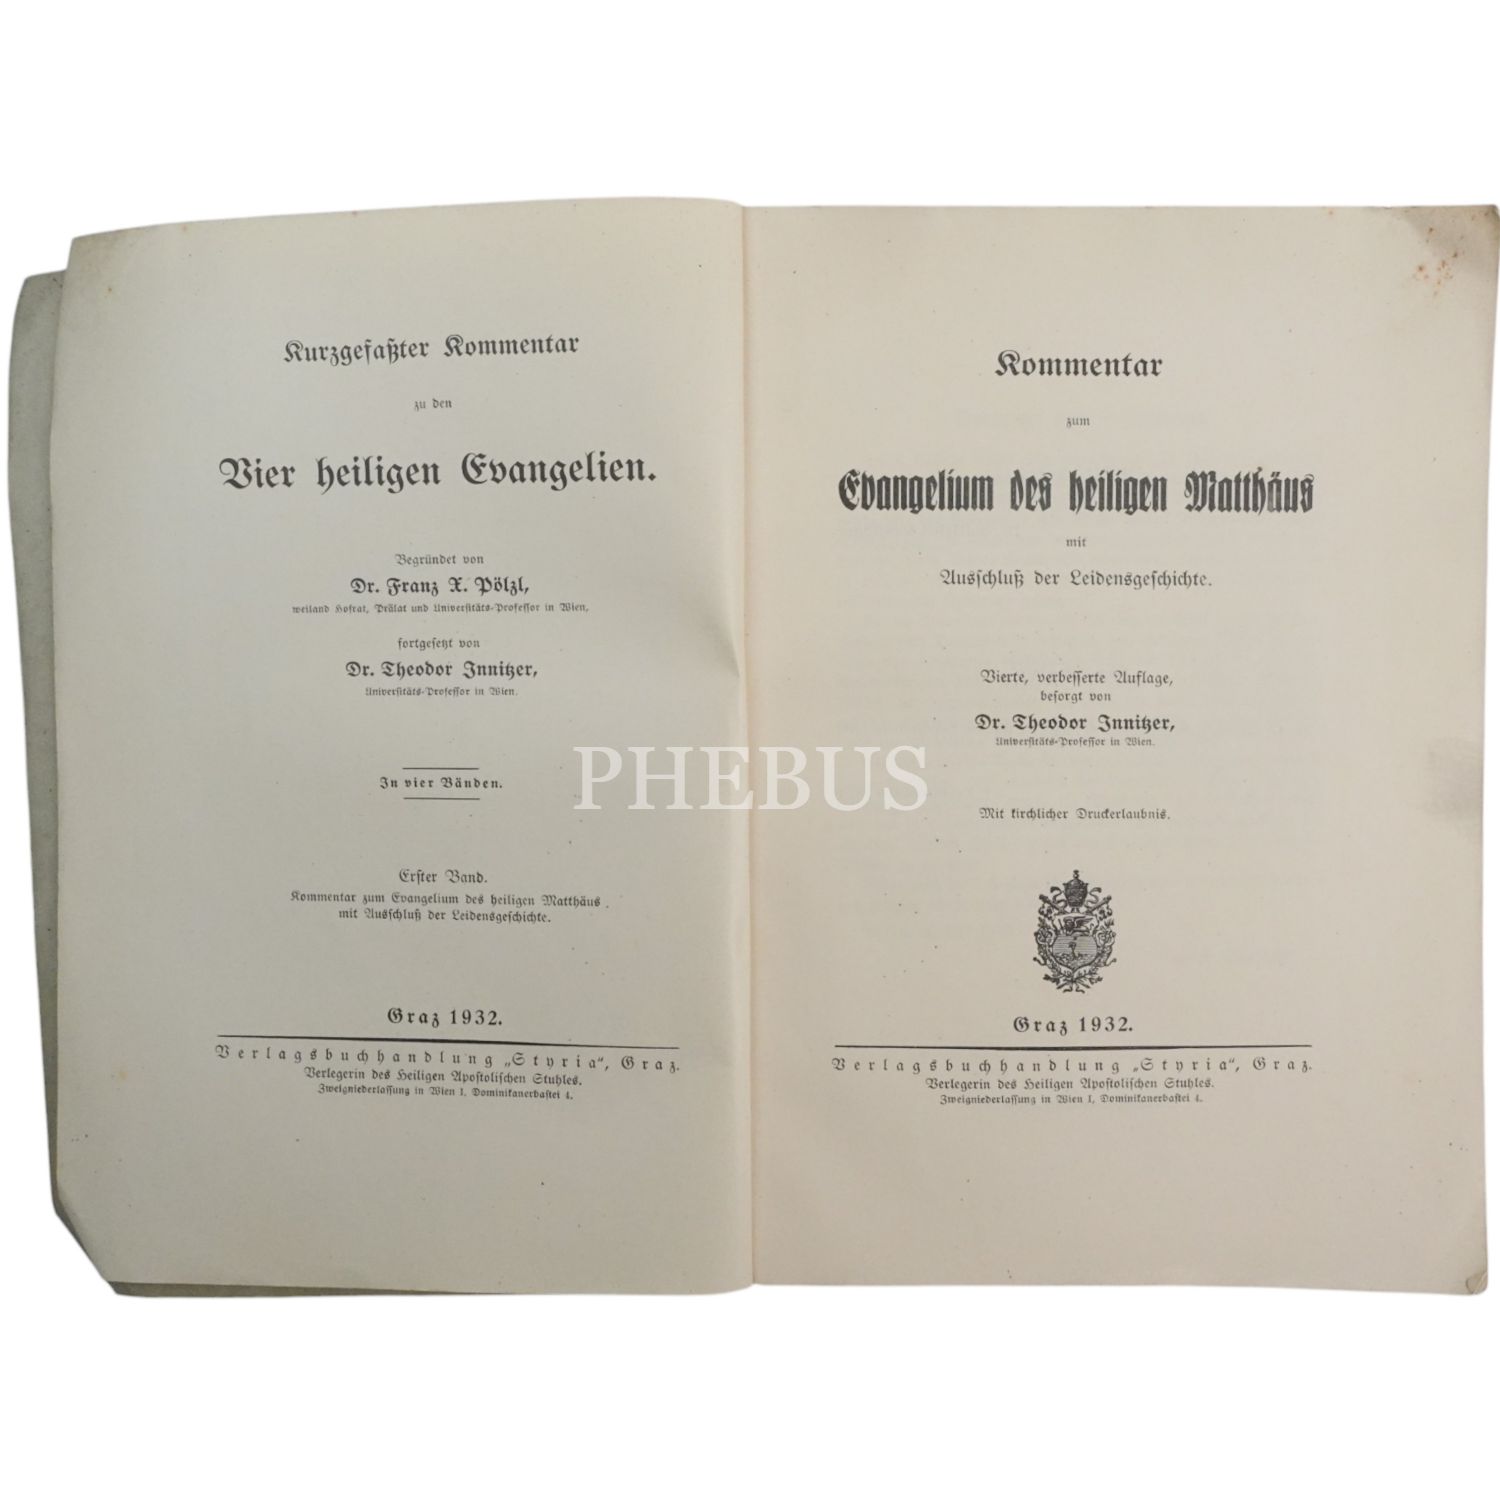 Kurzgefaßter Kommentar
zu den
Vier heiligen Evangelien.
Begründet von
Dr. Franz X. Pölzl,
weiland Hofrat, Prälat und Universitäts-Professor in Wien,
fortgesetzt von
Dr. Theodor Innitzer,
Universitäts-Professor in Wien.
In vier Bänden.
Erster Band.
Kommentar zum Evangelium des heiligen Matthäus
mit Ausschluß der Leidensgeschichte.
Graz 1932.
Verlagsbuchhandlung „Styria“, Graz.
Verlegerin des Heiligen Apostolischen Stuhles.
Zweigniederlassung in Wien I, Dominikanerbastei 4.
Kommentar
zum
Evangelium des heiligen Matthäus
mit
Ausschluß der Leidensgeschichte.
Vierte, verbesserte Auflage,
besorgt von
Dr. Theodor Innitzer,
Universitäts-Professor in Wien.
Mit kirchlicher Druckerlaubnis.
Graz 1932.
Verlagsbuchhandlung „Styria“, Graz.
Verlegerin des Heiligen Apostolischen Stuhles.
Zweigniederlassung in Wien I, Dominikanerbastei 4.
PHEBUS